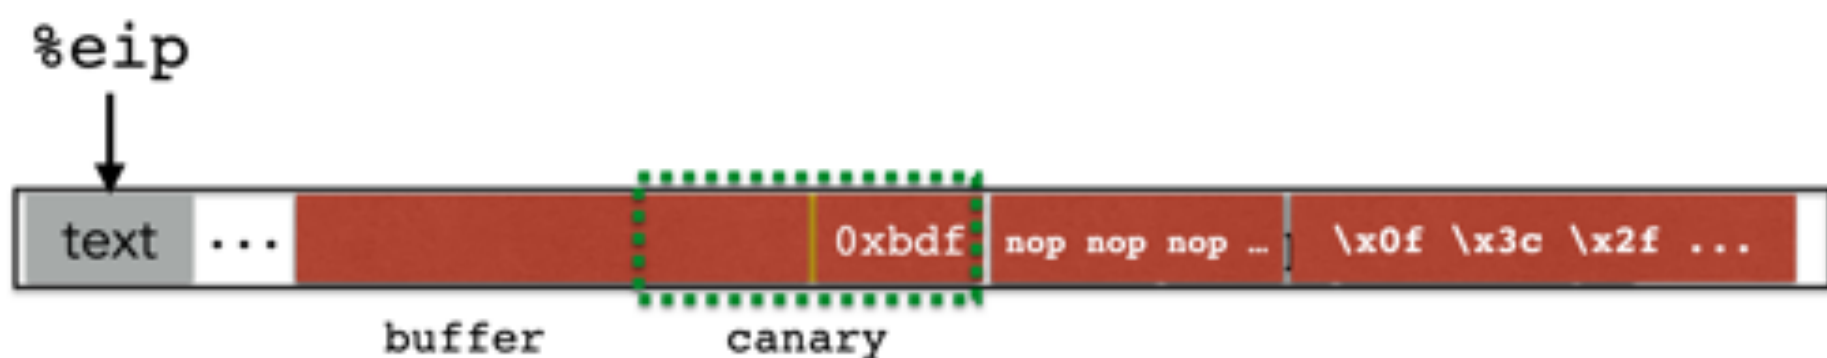 %eip
text ... 0xbdf nop nop nop … \x0f \x3c \x2f ...
buffer canary